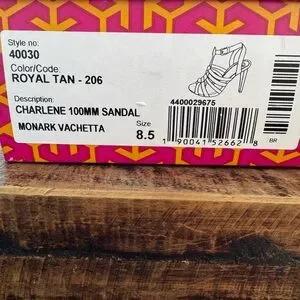 Style no:
40030
Color/Code:
ROYAL TAN - 206
Description:
CHARLENE 100MM SANDAL
MONARK VACHETTA
Size
8.5
4400029675
1 90041 52662 8
BR